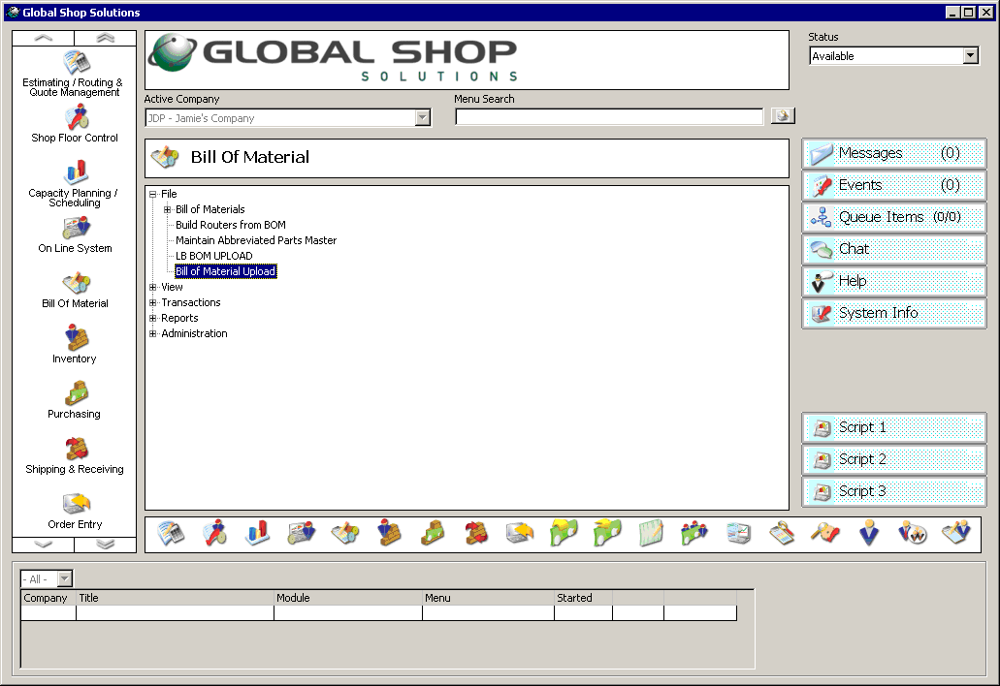 Global Shop Solutions
Estimating / Routing &
Quote Management
Shop Floor Control
Capacity Planning /
Scheduling
On Line System
Bill Of Material
Inventory
Purchasing
Shipping & Receiving
Order Entry
GLOBAL SHOP
SOLUTIONS
Active Company
JDP - Jamie's Company
Menu Search
Status
Available
Bill Of Material
File
Bill of Materials
Build Routers from BOM
Maintain Abbreviated Parts Master
LB BOM UPLOAD
Bill of Material Upload
View
Transactions
Reports
Administration
Messages (0)
Events (0)
Queue Items (0/0)
Chat
Help
System Info
Script 1
Script 2
Script 3
- All -
Company Title Module Menu Started